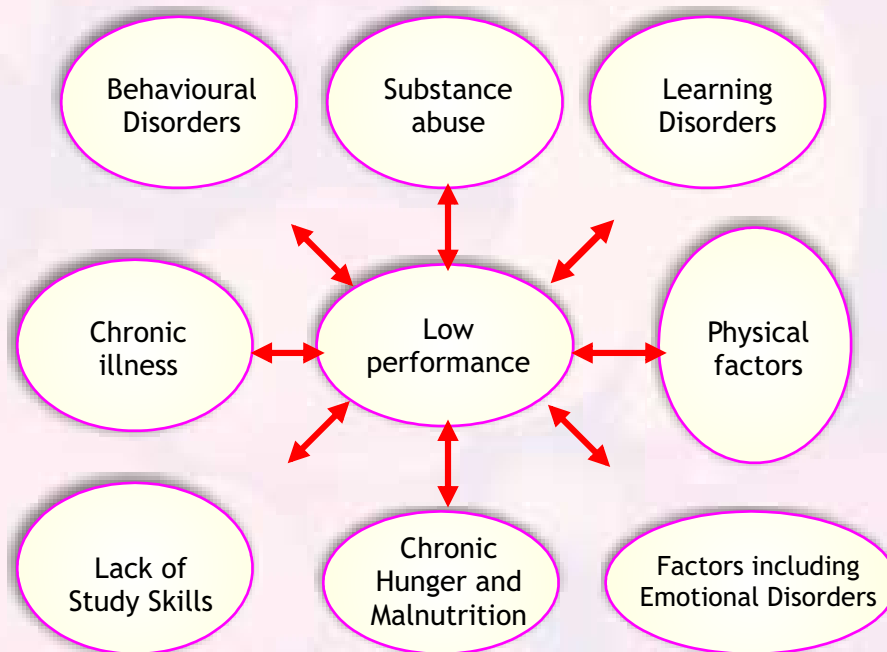 Behavioural
Disorders
Substance
abuse
Learning
Disorders
Chronic
illness
Low
performance
Physical
factors
Lack of
Study Skills
Chronic
Hunger and
Malnutrition
Factors including
Emotional Disorders